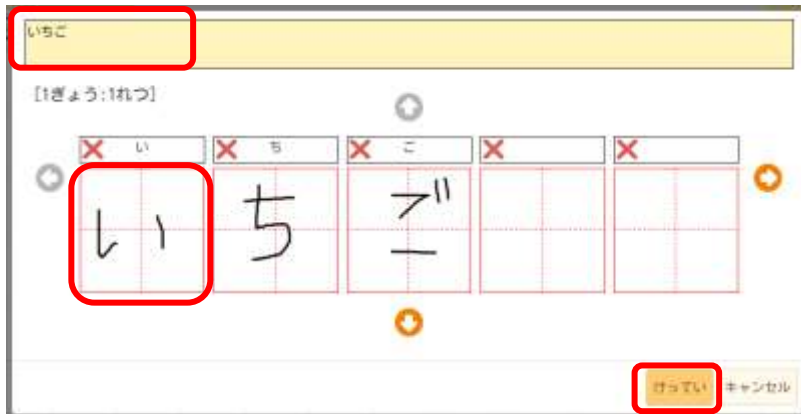 いちご
[1ぎょう:1れつ]
い ち ご
い ち ご
けってい キャンセル